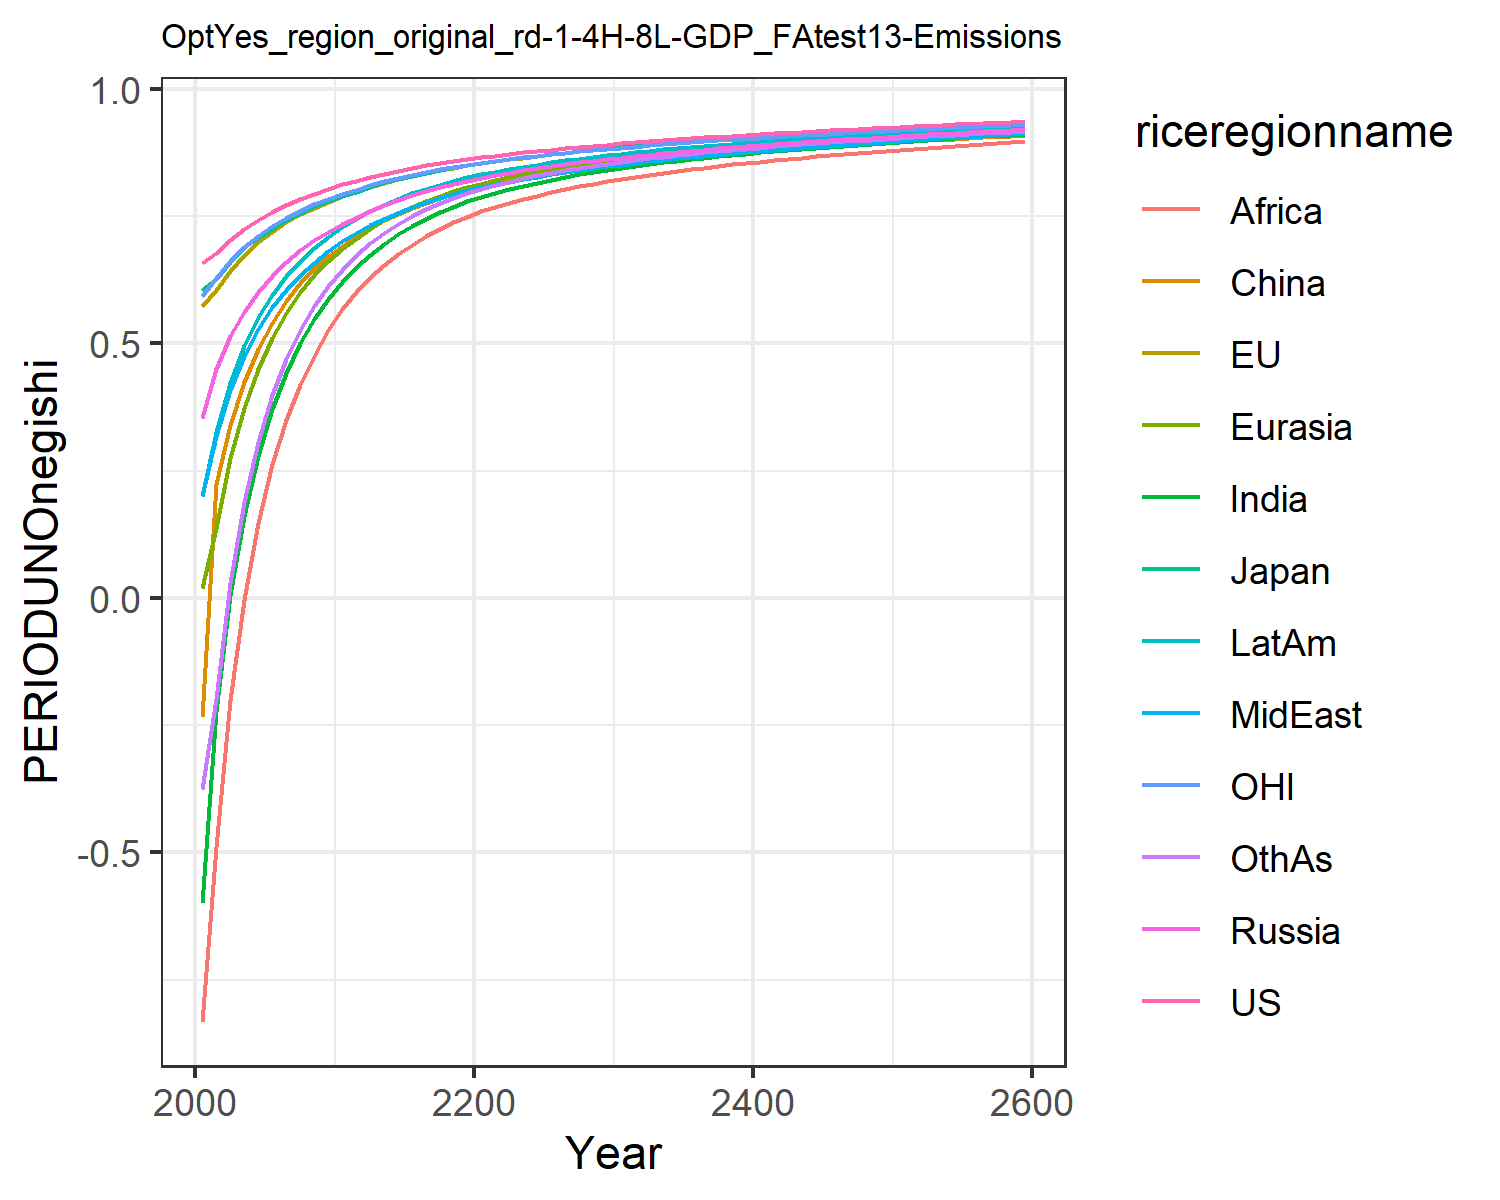 OptYes_region_original_rd-1-4H-8L-GDP_FAtest13-Emissions
1.0
0.5
0.0
-0.5
PERIODUNOnegishi
2000
2200
2400
2600
Year
riceregionname
Africa
China
EU
Eurasia
India
Japan
LatAm
MidEast
OHI
OthAs
Russia
US